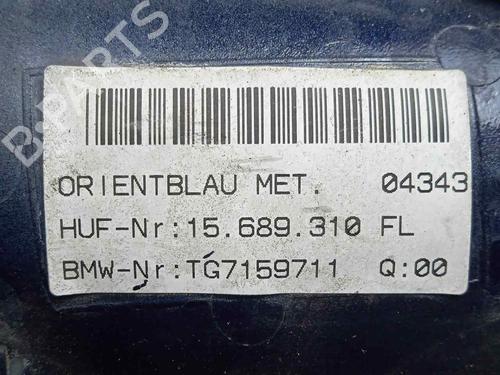 B-PARTS
ORIENTBLAU MET. 04343
HUF-Nr:15.689.310 FL
BMW-Nr:TG7159711 Q:00